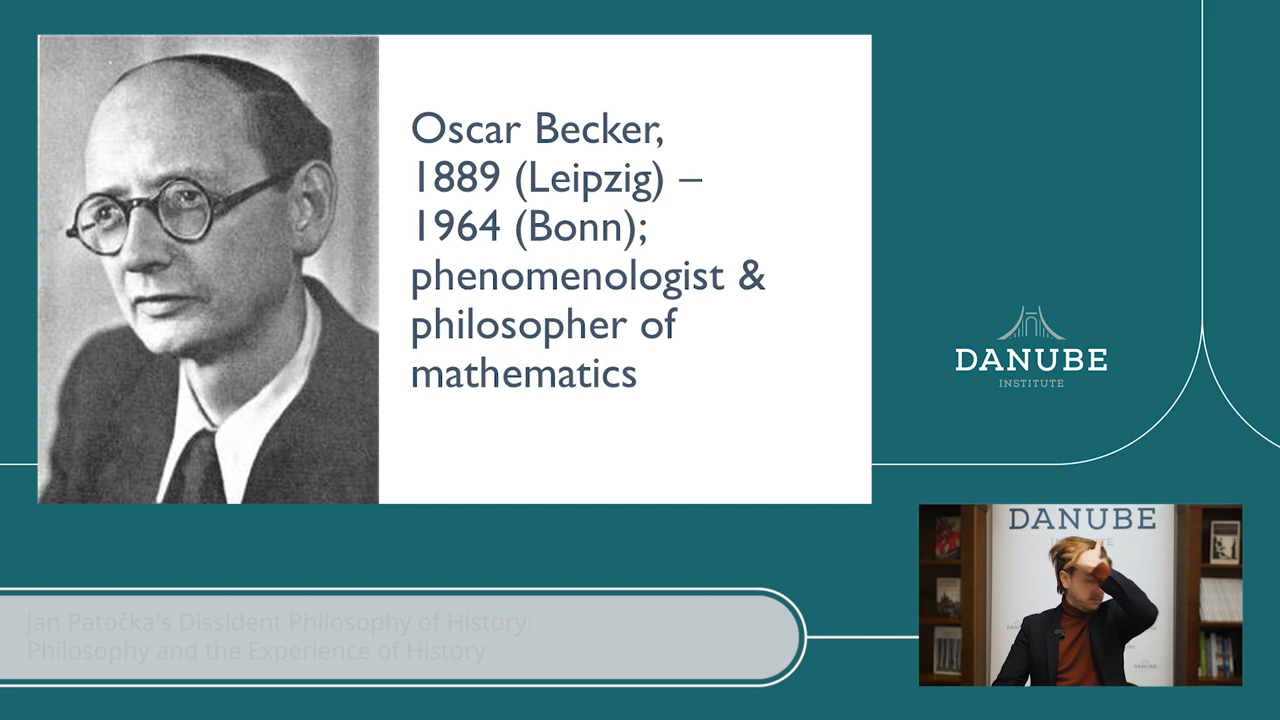 Oscar Becker,
1889 (Leipzig) –
1964 (Bonn);
phenomenologist &
philosopher of
mathematics
DANUBE
INSTITUTE
DANUBE
Jan Patočka's Dissident Philosophy of History:
Philosophy and the Experience of History
DANUBE